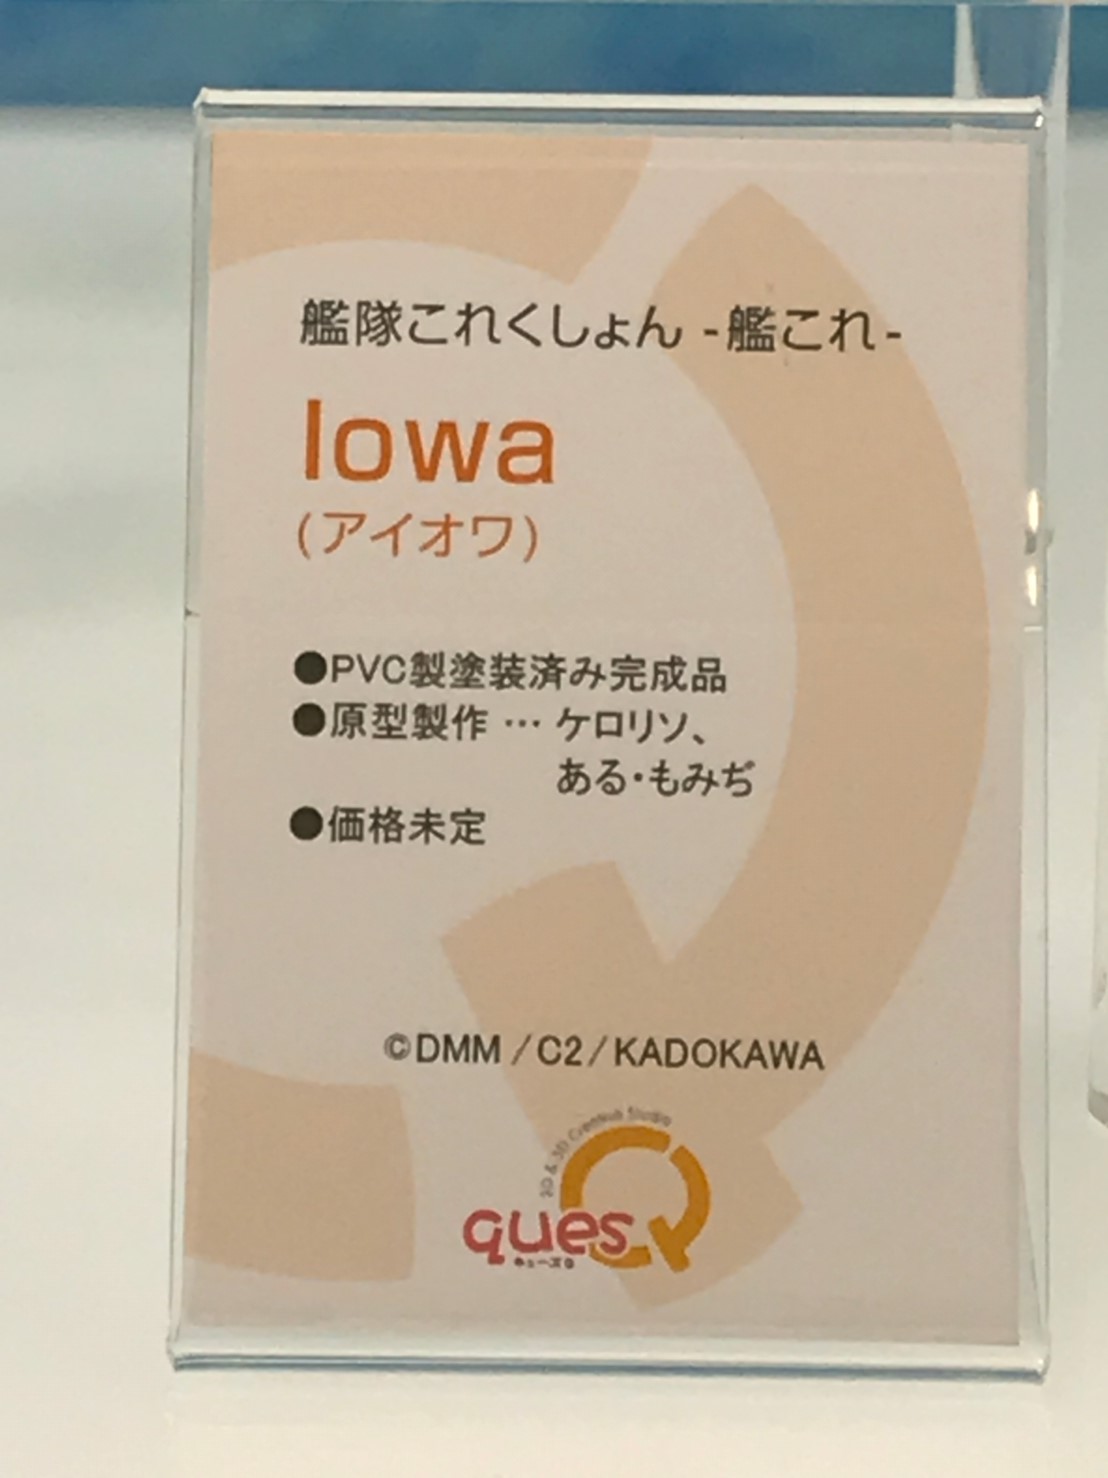 艦隊これくしょん -艦これ-
Iowa
(アイオワ)
●PVC製塗装済み完成品
●原型製作 … ケロリソ、
ある・もみぢ
●価格未定
©DMM/C2/KADOKAWA
2D & 3D Creative Studio
quesQ
キューズQ